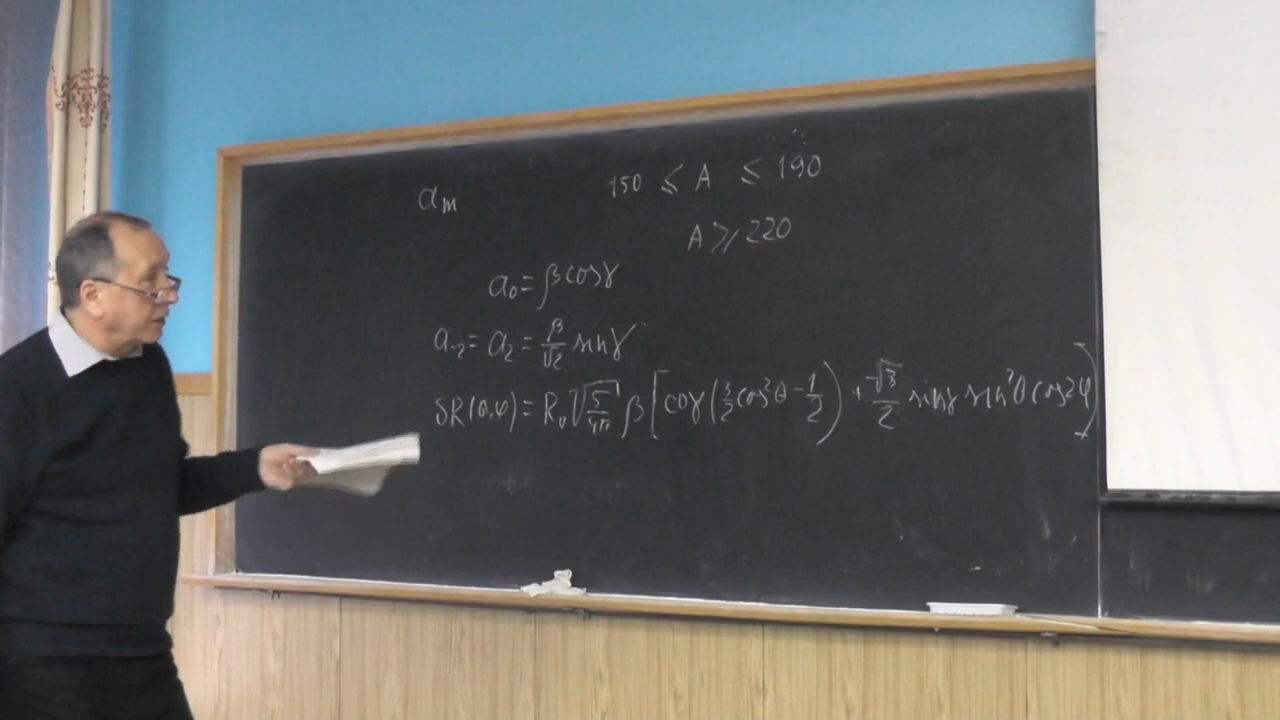 a_m 150 ≤ A ≤ 190
A ≥ 220
a_0 = β cos γ
a_{-2} = a_2 = β/√2 sin γ
δR(θ,φ) = R_0 √(5/4π) β [cos γ (3/2 cos²θ - 1/2) + √3/2 sin γ sin²θ cos 2φ]